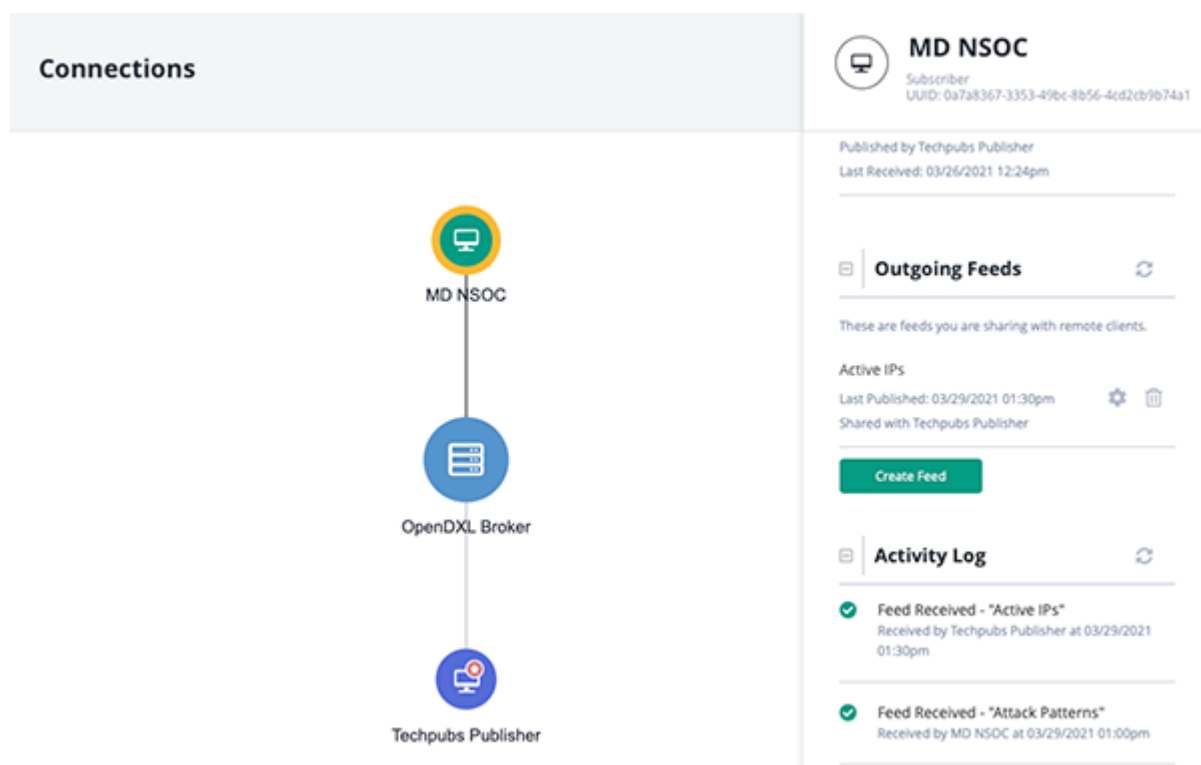 Connections
MD NSOC
OpenDXL Broker
Techpubs Publisher
MD NSOC
Subscriber
UUID: 0a7a8367-3353-49bc-8b56-4cd2cb9b74a1
Published by Techpubs Publisher
Last Received: 03/26/2021 12:24pm
Outgoing Feeds
These are feeds you are sharing with remote clients.
Active IPs
Last Published: 03/29/2021 01:30pm
Shared with Techpubs Publisher
Create Feed
Activity Log
Feed Received - "Active IPs"
Received by Techpubs Publisher at 03/29/2021
01:30pm
Feed Received - "Attack Patterns"
Received by MD NSOC at 03/29/2021 01:00pm